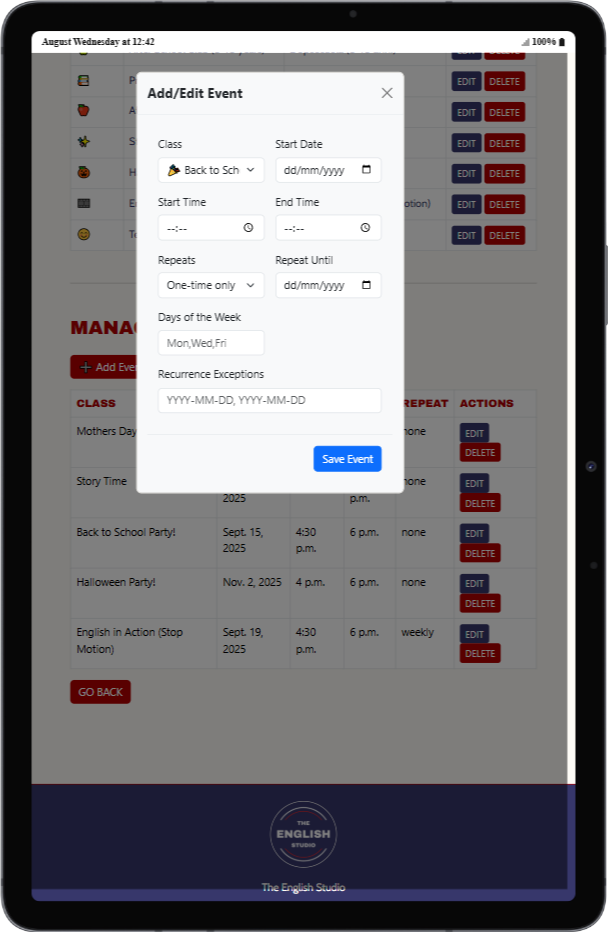 August Wednesday at 12:42
100%
EDIT DELETE
EDIT DELETE
EDIT DELETE
EDIT DELETE
EDIT DELETE
otion) EDIT DELETE
EDIT DELETE
Add/Edit Event
Class Start Date
Back to Sch dd/mm/yyyy
Start Time End Time
--:-- --:--
Repeats Repeat Until
One-time only dd/mm/yyyy
Days of the Week
Mon,Wed,Fri
Recurrence Exceptions
YYYY-MM-DD, YYYY-MM-DD
Save Event
MANA
Add Eve
CLASS REPEAT ACTIONS
Mothers Day none EDIT
DELETE
Story Time none EDIT
2025 p.m. DELETE
Back to School Party! Sept. 15, 4:30 6 p.m. none EDIT
2025 p.m. DELETE
Halloween Party! Nov. 2, 2025 4 p.m. 6 p.m. none EDIT
DELETE
English in Action (Stop Sept. 19, 4:30 6 p.m. weekly EDIT
Motion) 2025 p.m. DELETE
GO BACK
THE
ENGLISH
STUDIO
The English Studio